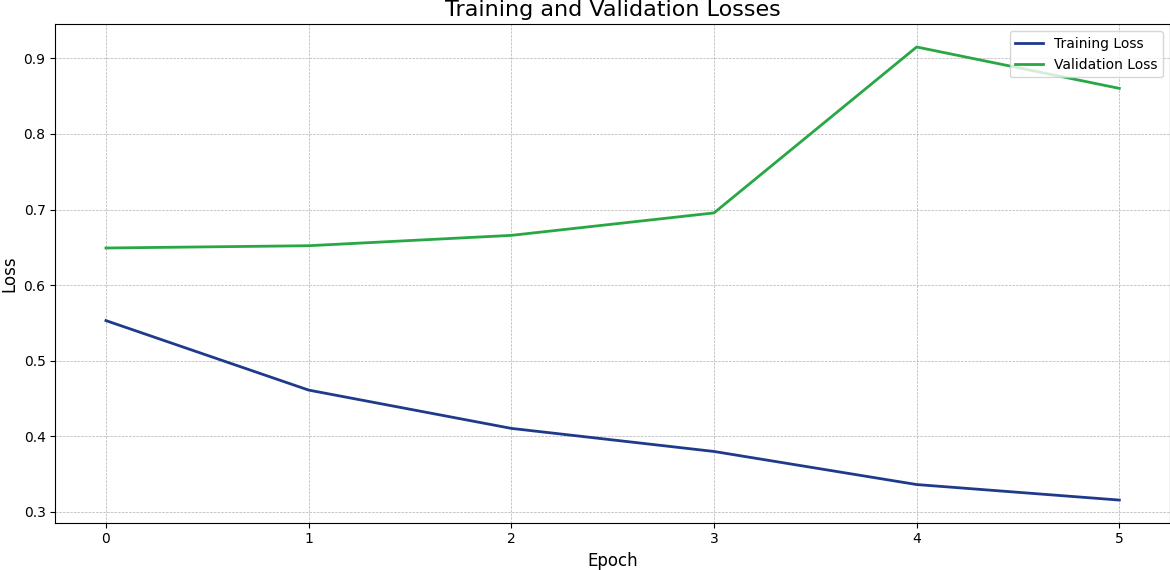 Training and Validation Losses
Training Loss
Validation Loss
0.9
0.8
0.7
0.6
0.5
0.4
0.3
Loss
0 1 2 3 4 5
Epoch